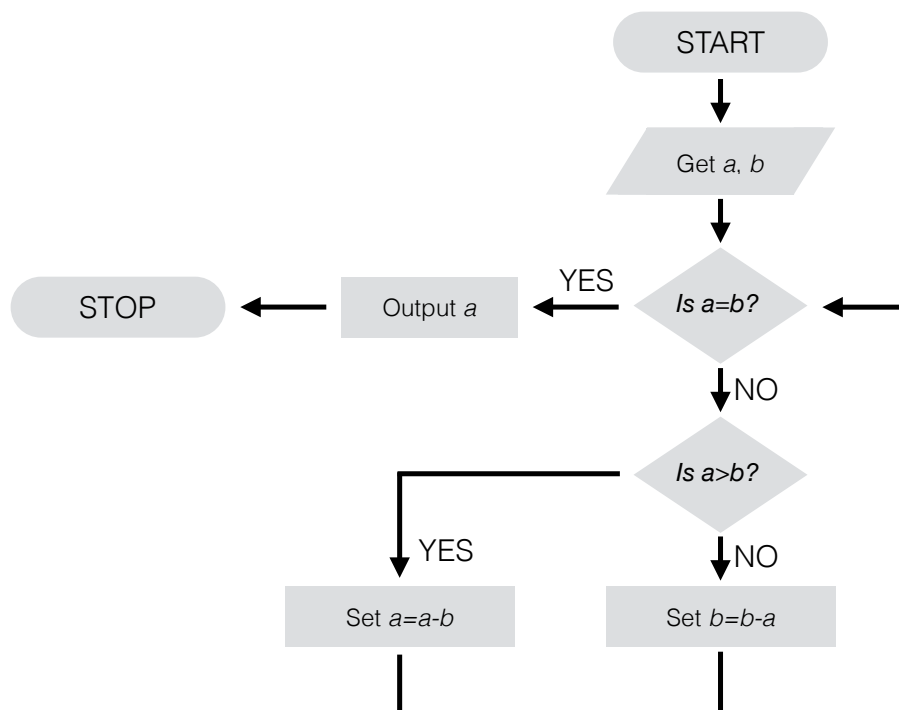 START
Get a, b
Is a=b?
YES
Output a
STOP
NO
Is a>b?
YES
NO
Set a=a-b
Set b=b-a